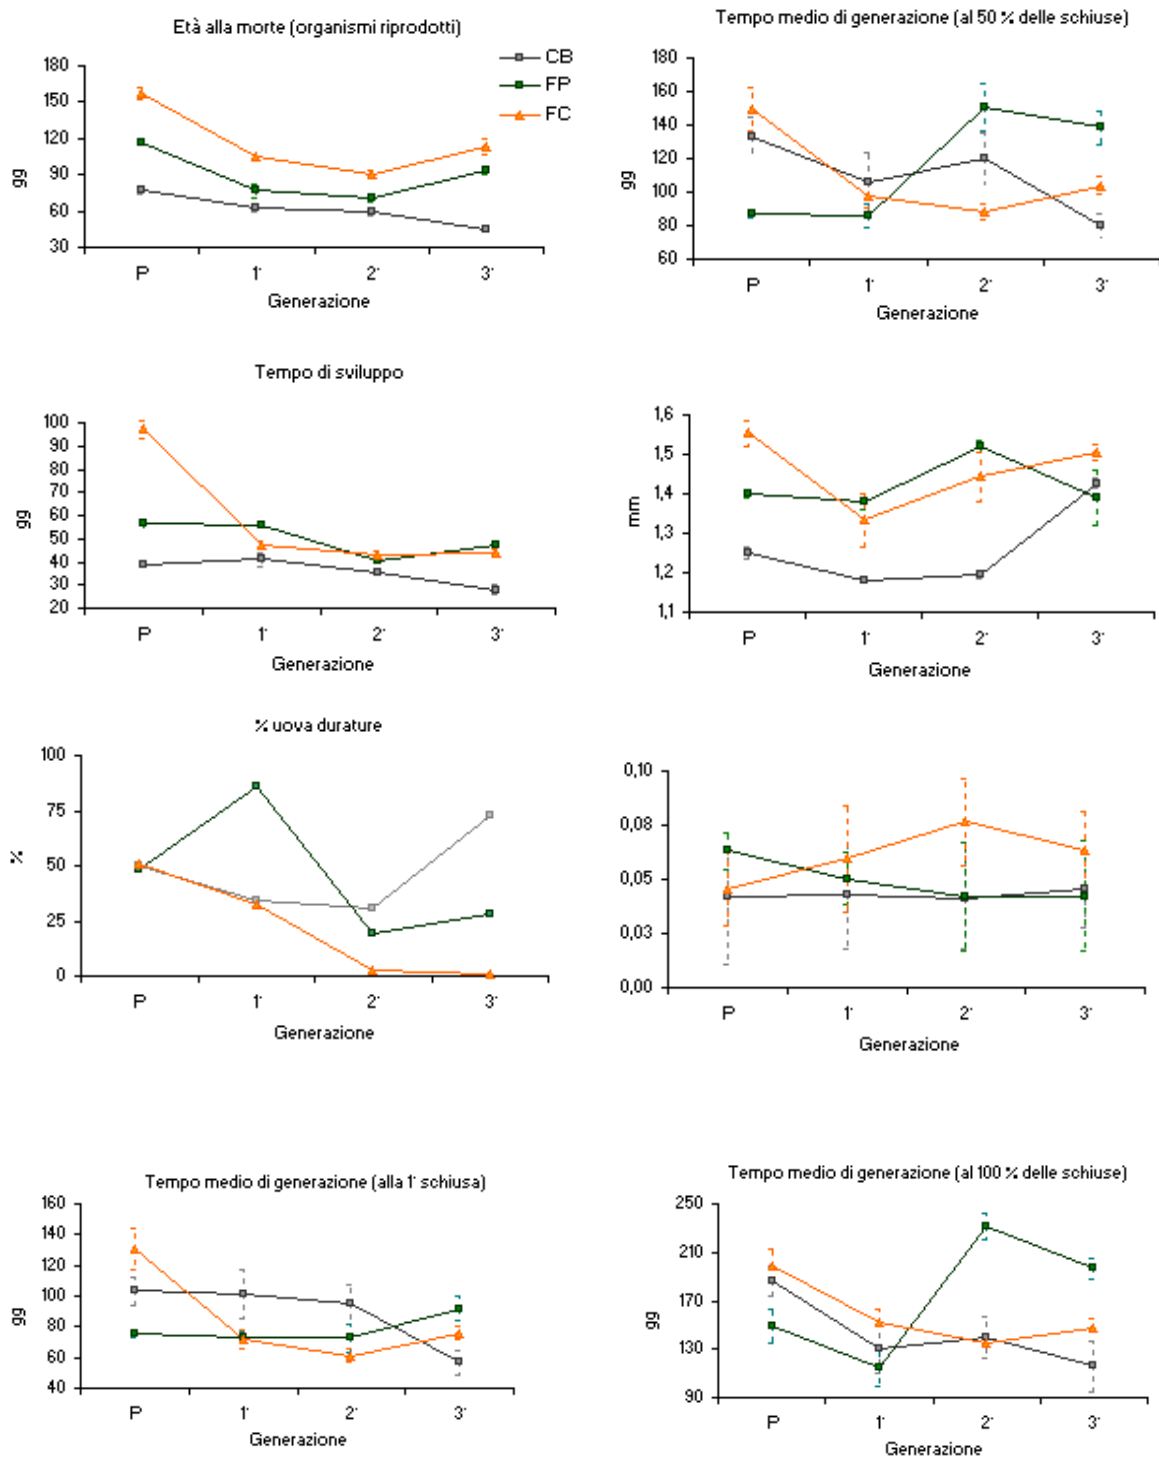 Età alla morte (organismi riprodotti)
CB
FP
FC
180
150
120
90
60
30
gg
P
1·
2·
3·
Generazione
Tempo medio di generazione (al 50 % delle schiuse)
180
160
140
120
100
80
60
gg
P
1·
2·
3·
Generazione
Tempo di sviluppo
100
90
80
70
60
50
40
30
20
gg
P
1·
2·
3·
Generazione
1,6
1,5
1,4
1,3
1,2
1,1
mm
P
1·
2·
3·
Generazione
% uova durature
100
75
50
25
0
%
P
1·
2·
3·
Generazione
0,10
0,08
0,05
0,03
0,00
P
1·
2·
3·
Generazione
Tempo medio di generazione (alla 1· schiusa)
160
140
120
100
80
60
40
gg
P
1·
2·
3·
Generazione
Tempo medio di generazione (al 100 % delle schiuse)
250
210
170
130
90
gg
P
1·
2·
3·
Generazione